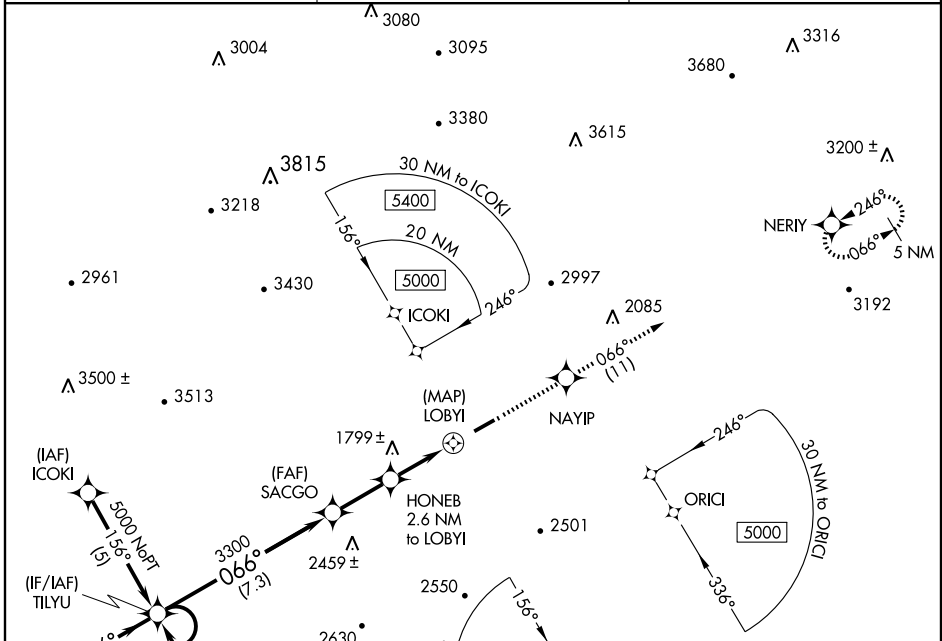 3080
3004
3095
3316
3680
3380
3615
3200 ±
3815
30 NM to ICOKI
5400
3218
156°
20 NM
246°
NERIY
066°
5 NM
2961
3430
5000
246°
2997
3192
ICOKI
2085
066°
(11)
3500 ±
3513
(MAP)
LOBYI
NAYIP
1799 ±
246°
(IAF)
ICOKI
(FAF)
SACGO
HONEB
2.6 NM
to LOBYI
ORICI
30 NM to ORICI
5000 NoPT
156°
(5)
2501
5000
3300
066°
(7.3)
2459 ±
(IF/IAF)
TILYU
2550
156°
336°
2630